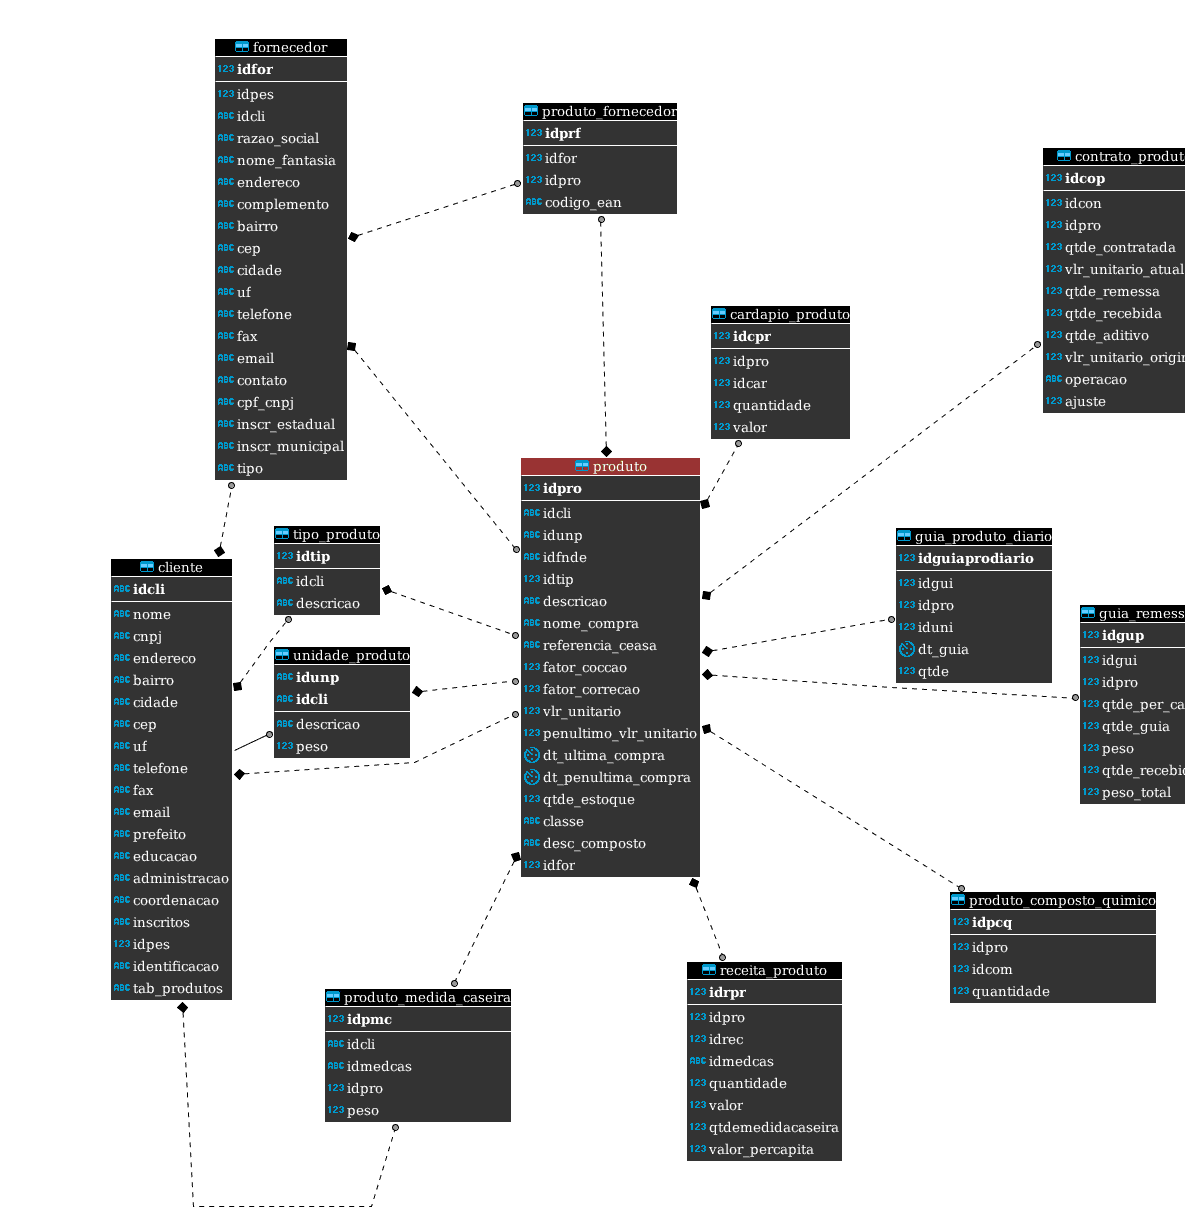 fornecedor
123 idfor
123 idpes
ABC idcli
ABC razao_social
ABC nome_fantasia
ABC endereco
ABC complemento
ABC bairro
ABC cep
ABC cidade
ABC uf
ABC telefone
ABC fax
ABC email
ABC contato
ABC cpf_cnpj
ABC inscr_estadual
ABC inscr_municipal
ABC tipo
produto_fornecedor
123 idprf
123 idfor
123 idpro
ABC codigo_ean
contrato_produt
123 idcop
123 idcon
123 idpro
123 qtde_contratada
123 vlr_unitario_atual
123 qtde_remessa
123 qtde_recebida
123 qtde_aditivo
123 vlr_unitario_origin
ABC operacao
123 ajuste
cardapio_produto
123 idcpr
123 idpro
123 idcar
123 quantidade
123 valor
produto
123 idpro
ABC idcli
ABC idunp
ABC idfnde
123 idtip
ABC descricao
ABC nome_compra
ABC referencia_ceasa
123 fator_coccao
123 fator_correcao
123 vlr_unitario
123 penultimo_vlr_unitario
dt_ultima_compra
dt_penultima_compra
123 qtde_estoque
ABC classe
ABC desc_composto
123 idfor
tipo_produto
123 idtip
ABC idcli
ABC descricao
unidade_produto
ABC idunp
ABC idcli
ABC descricao
123 peso
cliente
ABC idcli
ABC nome
ABC cnpj
ABC endereco
ABC bairro
ABC cidade
ABC cep
ABC uf
ABC telefone
ABC fax
ABC email
ABC prefeito
ABC educacao
ABC administracao
ABC coordenacao
ABC inscritos
123 idpes
ABC identificacao
ABC tab_produtos
guia_produto_diario
123 idguiaprodiario
123 idgui
123 idpro
123 iduni
dt_guia
123 qtde
guia_remess
123 idgup
123 idgui
123 idpro
123 qtde_per_ca
123 qtde_guia
123 peso
123 qtde_recebid
123 peso_total
produto_composto_quimico
123 idpcq
123 idpro
123 idcom
123 quantidade
produto_medida_caseira
123 idpmc
ABC idcli
ABC idmedcas
123 idpro
123 peso
receita_produto
123 idrpr
123 idpro
123 idrec
ABC idmedcas
123 quantidade
123 valor
123 qtdemedidacaseira
123 valor_percapita